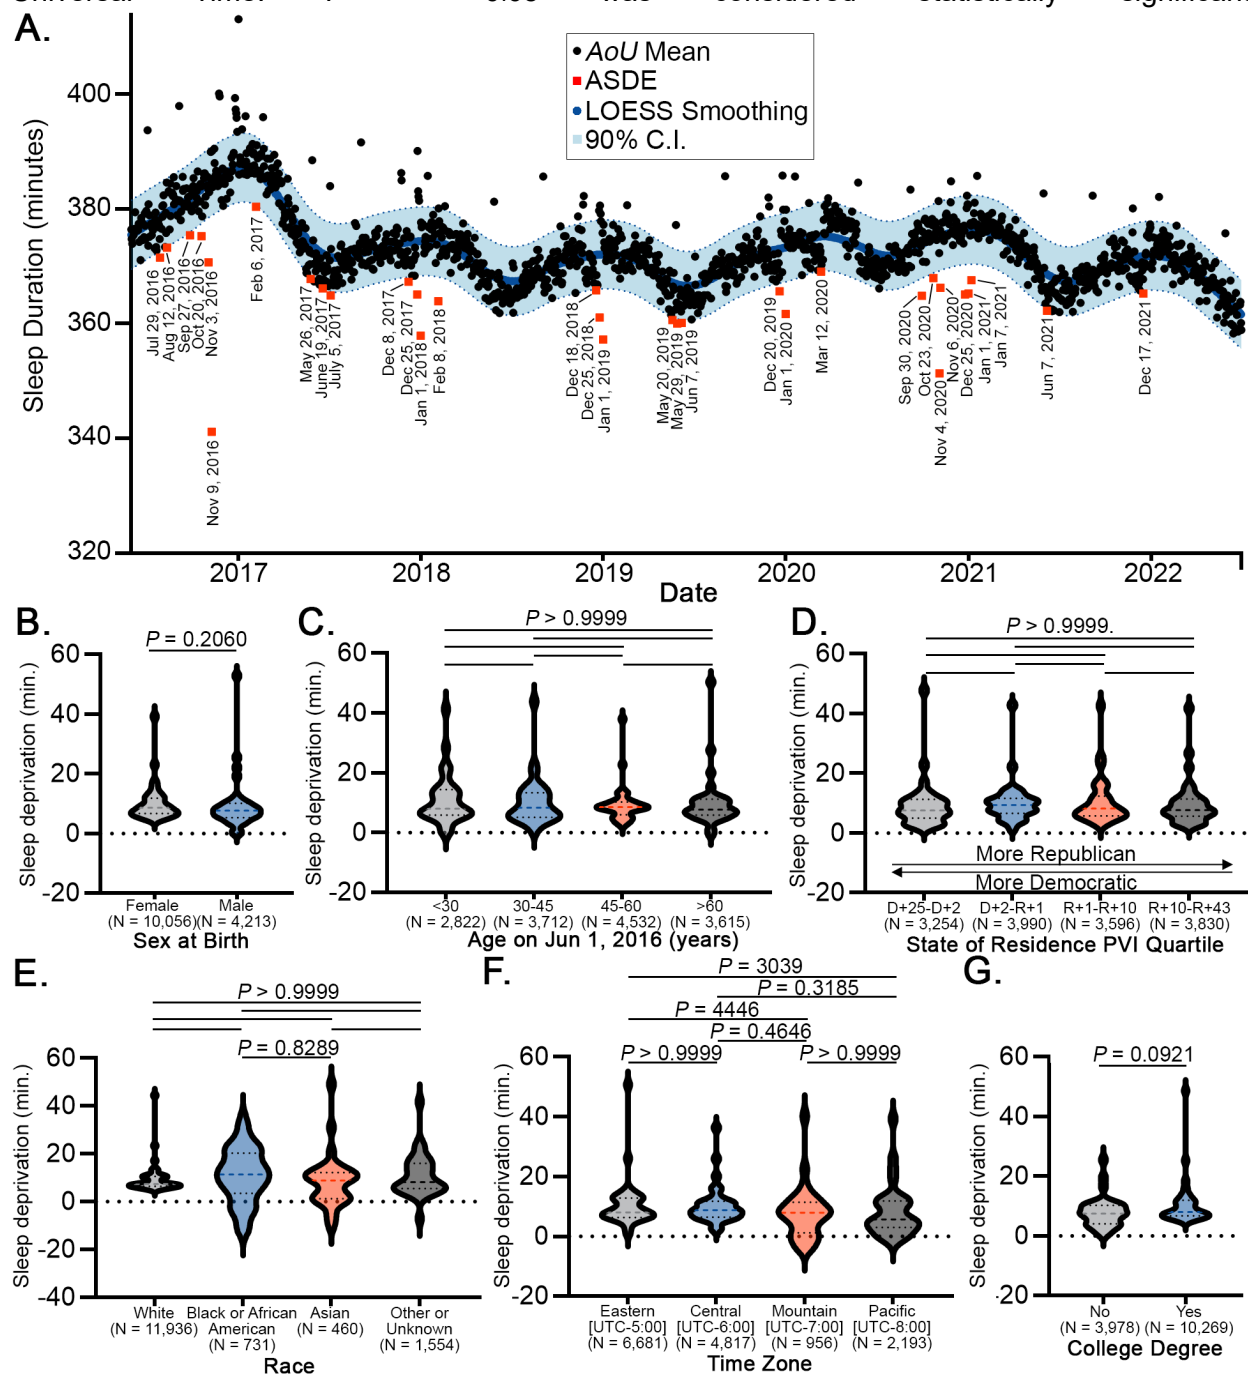 A.
AoU Mean
ASDE
LOESS Smoothing
90% C.I.
Sleep Duration (minutes)
400
380
360
340
320
Jul 29, 2016
Aug 12, 2016
Sep 27, 2016
Oct 20, 2016
Nov 3, 2016
Nov 9, 2016
Feb 6, 2017
May 26, 2017
June 19, 2017
July 5, 2017
Dec 8, 2017
Dec 25, 2017
Jan 1, 2018
Feb 8, 2018
Dec 18, 2018
Dec 25, 2018
Jan 1, 2019
May 20, 2019
May 29, 2019
Jun 7, 2019
Dec 20, 2019
Jan 1, 2020
Mar 12, 2020
Sep 30, 2020
Oct 23, 2020
Nov 4, 2020
Nov 6, 2020
Dec 25, 2020
Jan 1, 2021
Jan 7, 2021
Jun 7, 2021
Dec 17, 2021
2017 2018 2019 2020 2021 2022
Date
B.
P = 0.2060
Sleep deprivation (min.)
60
40
20
0
-20
Female Male
(N = 10,056) (N = 4,213)
Sex at Birth
C.
P > 0.9999
Sleep deprivation (min.)
60
40
20
0
-20
<30 30-45 45-60 >60
(N = 2,822) (N = 3,712) (N = 4,532) (N = 3,615)
Age on Jun 1, 2016 (years)
D.
P > 0.9999.
Sleep deprivation (min.)
60
40
20
0
-20
More Republican
More Democratic
D+25-D+2 D+2-R+1 R+1-R+10 R+10-R+43
(N = 3,254) (N = 3,990) (N = 3,596) (N = 3,830)
State of Residence PVI Quartile
E.
P > 0.9999
P = 0.8289
Sleep deprivation (min.)
60
40
20
0
-20
-40
White Black or African Asian Other or
(N = 11,936) American (N = 460) Unknown
(N = 731) (N = 1,554)
Race
F.
P = 3039
P = 0.3185
P = 4446
P = 0.4646
P > 0.9999 P > 0.9999
Sleep deprivation (min.)
60
40
20
0
-20
Eastern Central Mountain Pacific
[UTC-5:00] [UTC-6:00] [UTC-7:00] [UTC-8:00]
(N = 6,681) (N = 4,817) (N = 956) (N = 2,193)
Time Zone
G.
P = 0.0921
Sleep deprivation (min.)
60
40
20
0
-20
No Yes
(N = 3,978) (N = 10,269)
College Degree